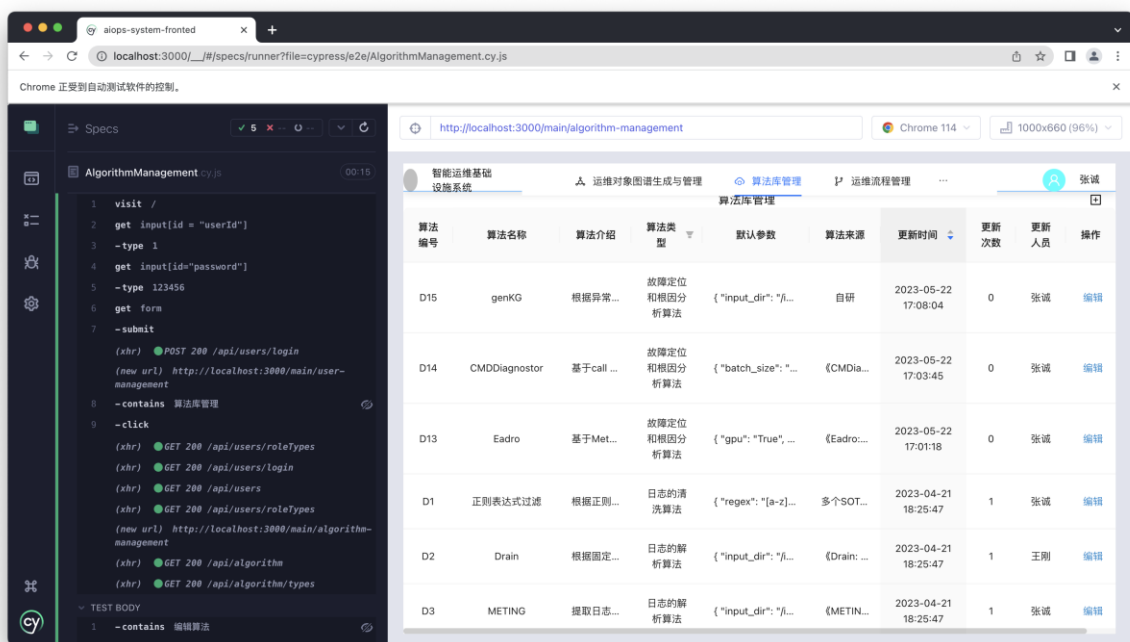 aiops-system-fronted
localhost:3000/__/#/specs/runner?file=cypress/e2e/AlgorithmManagement.cy.js
Chrome 正受到自动测试软件的控制。
Specs
5 -- --
AlgorithmManagement cy.js 00:15
1 visit /
2 get input[id = "userId"]
3 -type 1
4 get input[id="password"]
5 -type 123456
6 get form
7 -submit
(xhr) POST 200 /api/users/login
(new url) http://localhost:3000/main/user-
management
8 -contains 算法库管理
9 -click
(xhr) GET 200 /api/users/roleTypes
(xhr) GET 200 /api/users/login
(xhr) GET 200 /api/users
(xhr) GET 200 /api/users/roleTypes
(new url) http://localhost:3000/main/algorithm-
management
(xhr) GET 200 /api/algorithm
(xhr) GET 200 /api/algorithm/types
TEST BODY
1 -contains 编辑算法
cy
http://localhost:3000/main/algorithm-management
Chrome 114
1000x660 (96%)
智能运维基础
设施系统
运维对象图谱生成与管理 算法库管理 运维流程管理 ··· 张诚
算法库管理
算法
编号 算法名称 算法介绍 算法类
型 默认参数 算法来源 更新时间 更新
次数 更新
人员 操作
D15 genKG 根据异常... 故障定位
和根因分
析算法 { "input_dir": "/i... 自研 2023-05-22
17:08:04 0 张诚 编辑
D14 CMDDiagnostor 基于call ... 故障定位
和根因分
析算法 { "batch_size": "... 《CMDia... 2023-05-22
17:03:45 0 张诚 编辑
D13 Eadro 基于Met... 故障定位
和根因分
析算法 { "gpu": "True", ... 《Eadro:... 2023-05-22
17:01:18 0 张诚 编辑
D1 正则表达式过滤 根据正则... 日志的清
洗算法 { "regex": "[a-z]... 多个SOT... 2023-04-21
18:25:47 1 张诚 编辑
D2 Drain 根据固定... 日志的解
析算法 { "input_dir": "/i... 《Drain: ... 2023-04-21
18:25:47 1 王刚 编辑
D3 METING 提取日志... 日志的解
析算法 { "input_dir": "/i... 《METIN... 2023-04-21
18:25:47 1 张诚 编辑